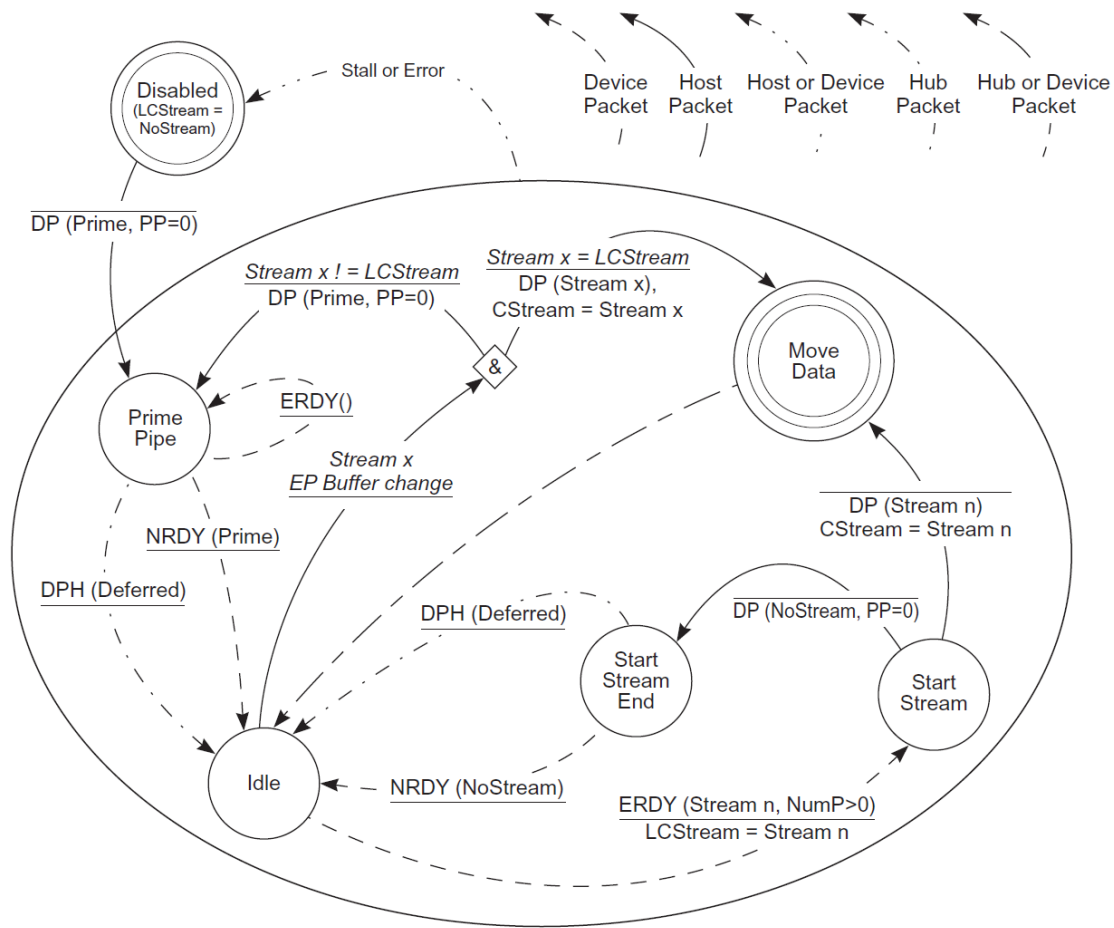 Disabled
(LCStream =
NoStream)
Stall or Error
Device
Packet
Host
Packet
Host or Device
Packet
Hub
Packet
Hub or Device
Packet
DP (Prime, PP=0)
Stream x ! = LCStream
DP (Prime, PP=0)
Stream x = LCStream
DP (Stream x),
CStream = Stream x
&
Move
Data
Prime
Pipe
ERDY()
Stream x
EP Buffer change
NRDY (Prime)
DPH (Deferred)
DP (Stream n)
CStream = Stream n
DPH (Deferred)
DP (NoStream, PP=0)
Start
Stream
End
Start
Stream
Idle
NRDY (NoStream)
ERDY (Stream n, NumP>0)
LCStream = Stream n